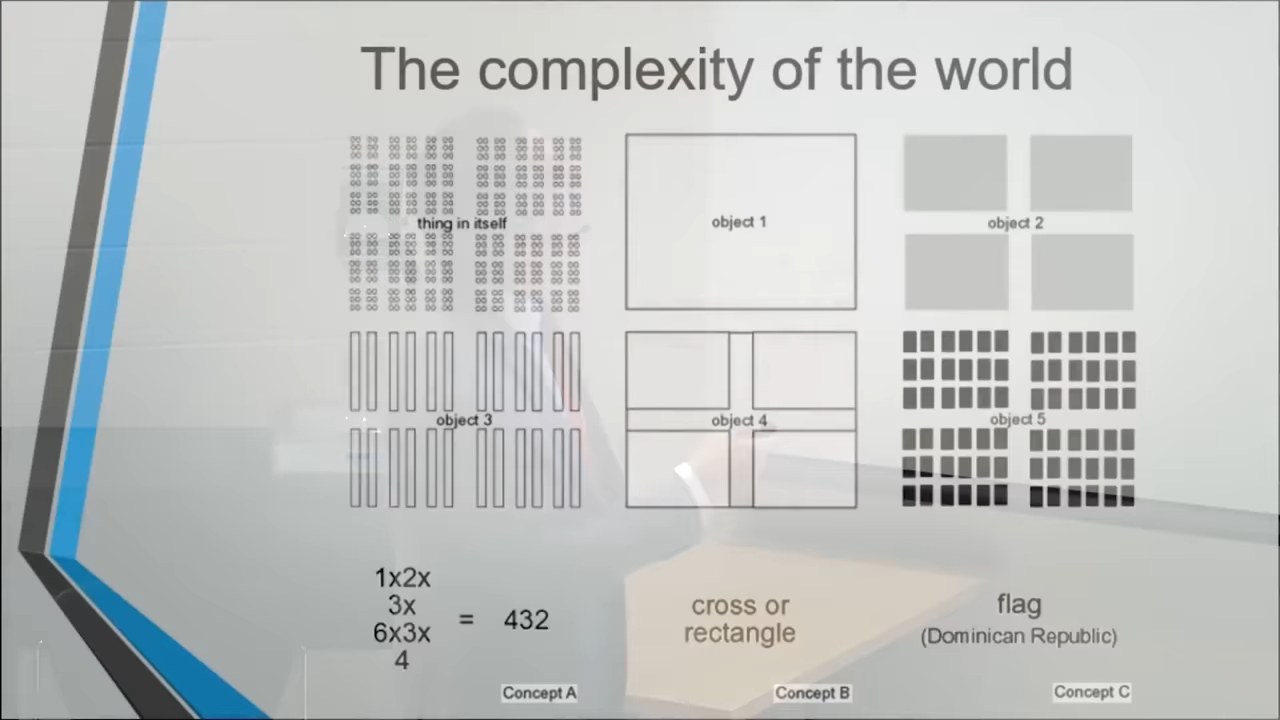 The complexity of the world
thing in itself
object 1
object 2
object 3
object 4
object 5
1x2x
3x
6x3x
4
= 432
cross or
rectangle
flag
(Dominican Republic)
Concept A
Concept B
Concept C